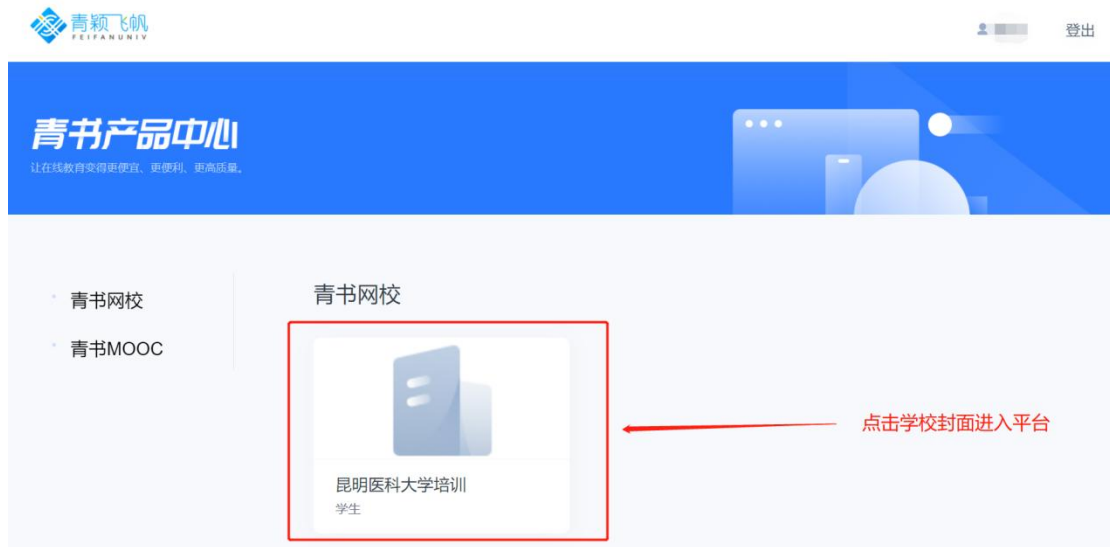 青颖飞帆
FEIFANUNIV
登出
青书产品中心
让在线教育变得更便宜、更便利、更高质量。
青书网校
青书MOOC
青书网校
昆明医科大学培训
学生
点击学校封面进入平台